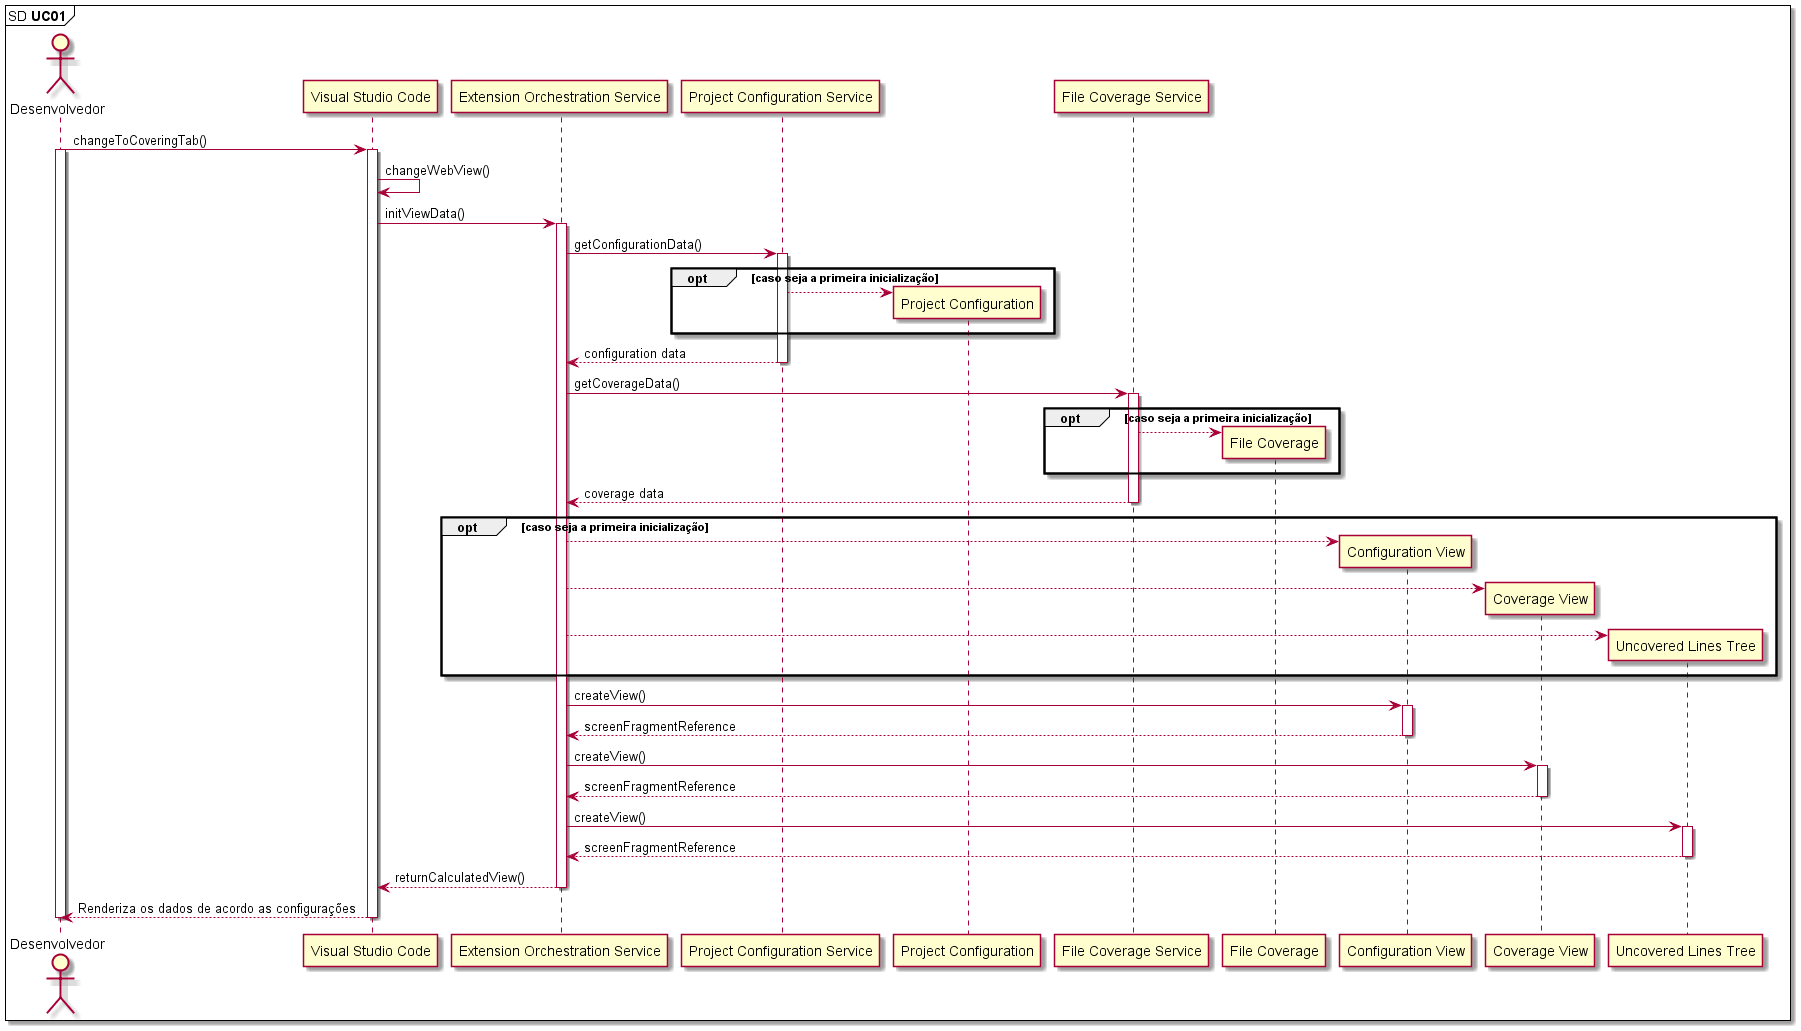 SD UC01
Desenvolvedor
Visual Studio Code
Extension Orchestration Service
Project Configuration Service
File Coverage Service
changeToCoveringTab()
changeWebView()
initViewData()
getConfigurationData()
opt
[caso seja a primeira inicialização]
Project Configuration
configuration data
getCoverageData()
opt
[caso seja a primeira inicialização]
File Coverage
coverage data
opt
[caso seja a primeira inicialização]
Configuration View
Coverage View
Uncovered Lines Tree
createView()
screenFragmentReference
createView()
screenFragmentReference
createView()
screenFragmentReference
returnCalculatedView()
Renderiza os dados de acordo as configurações
Desenvolvedor
Visual Studio Code
Extension Orchestration Service
Project Configuration Service
Project Configuration
File Coverage Service
File Coverage
Configuration View
Coverage View
Uncovered Lines Tree